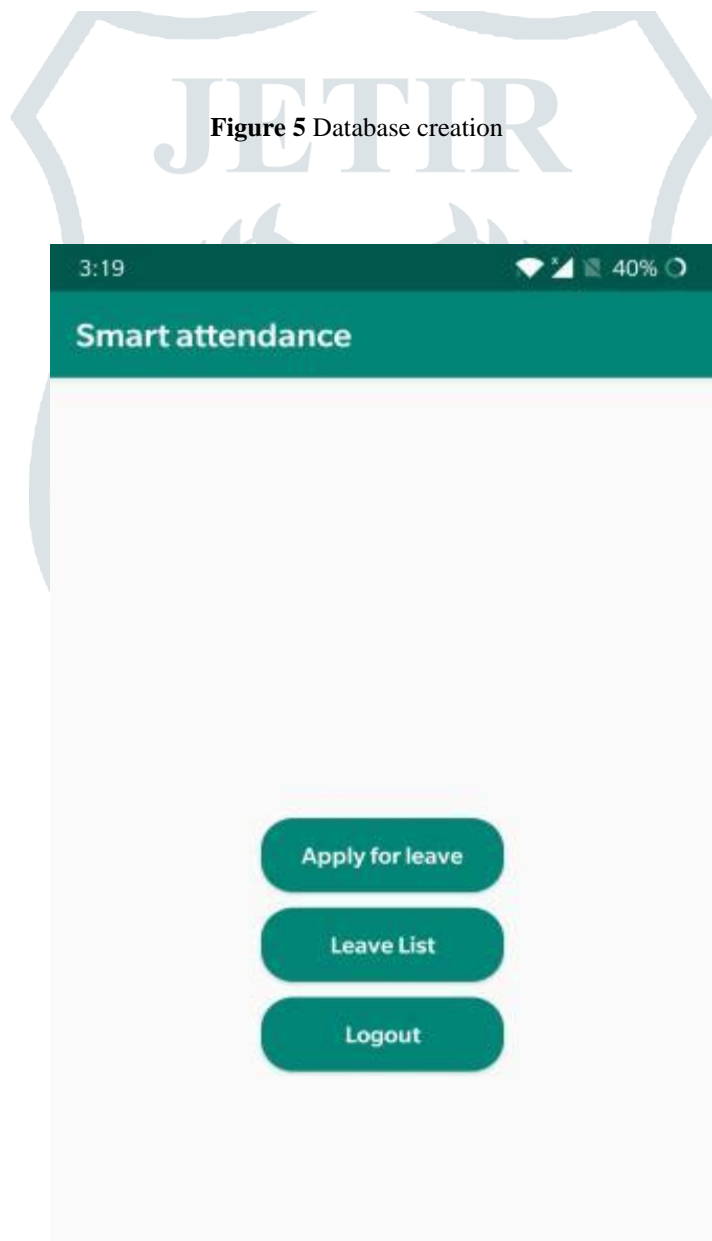 JETIR
Figure 5 Database creation
3:19 40%
Smart attendance
Apply for leave
Leave List
Logout